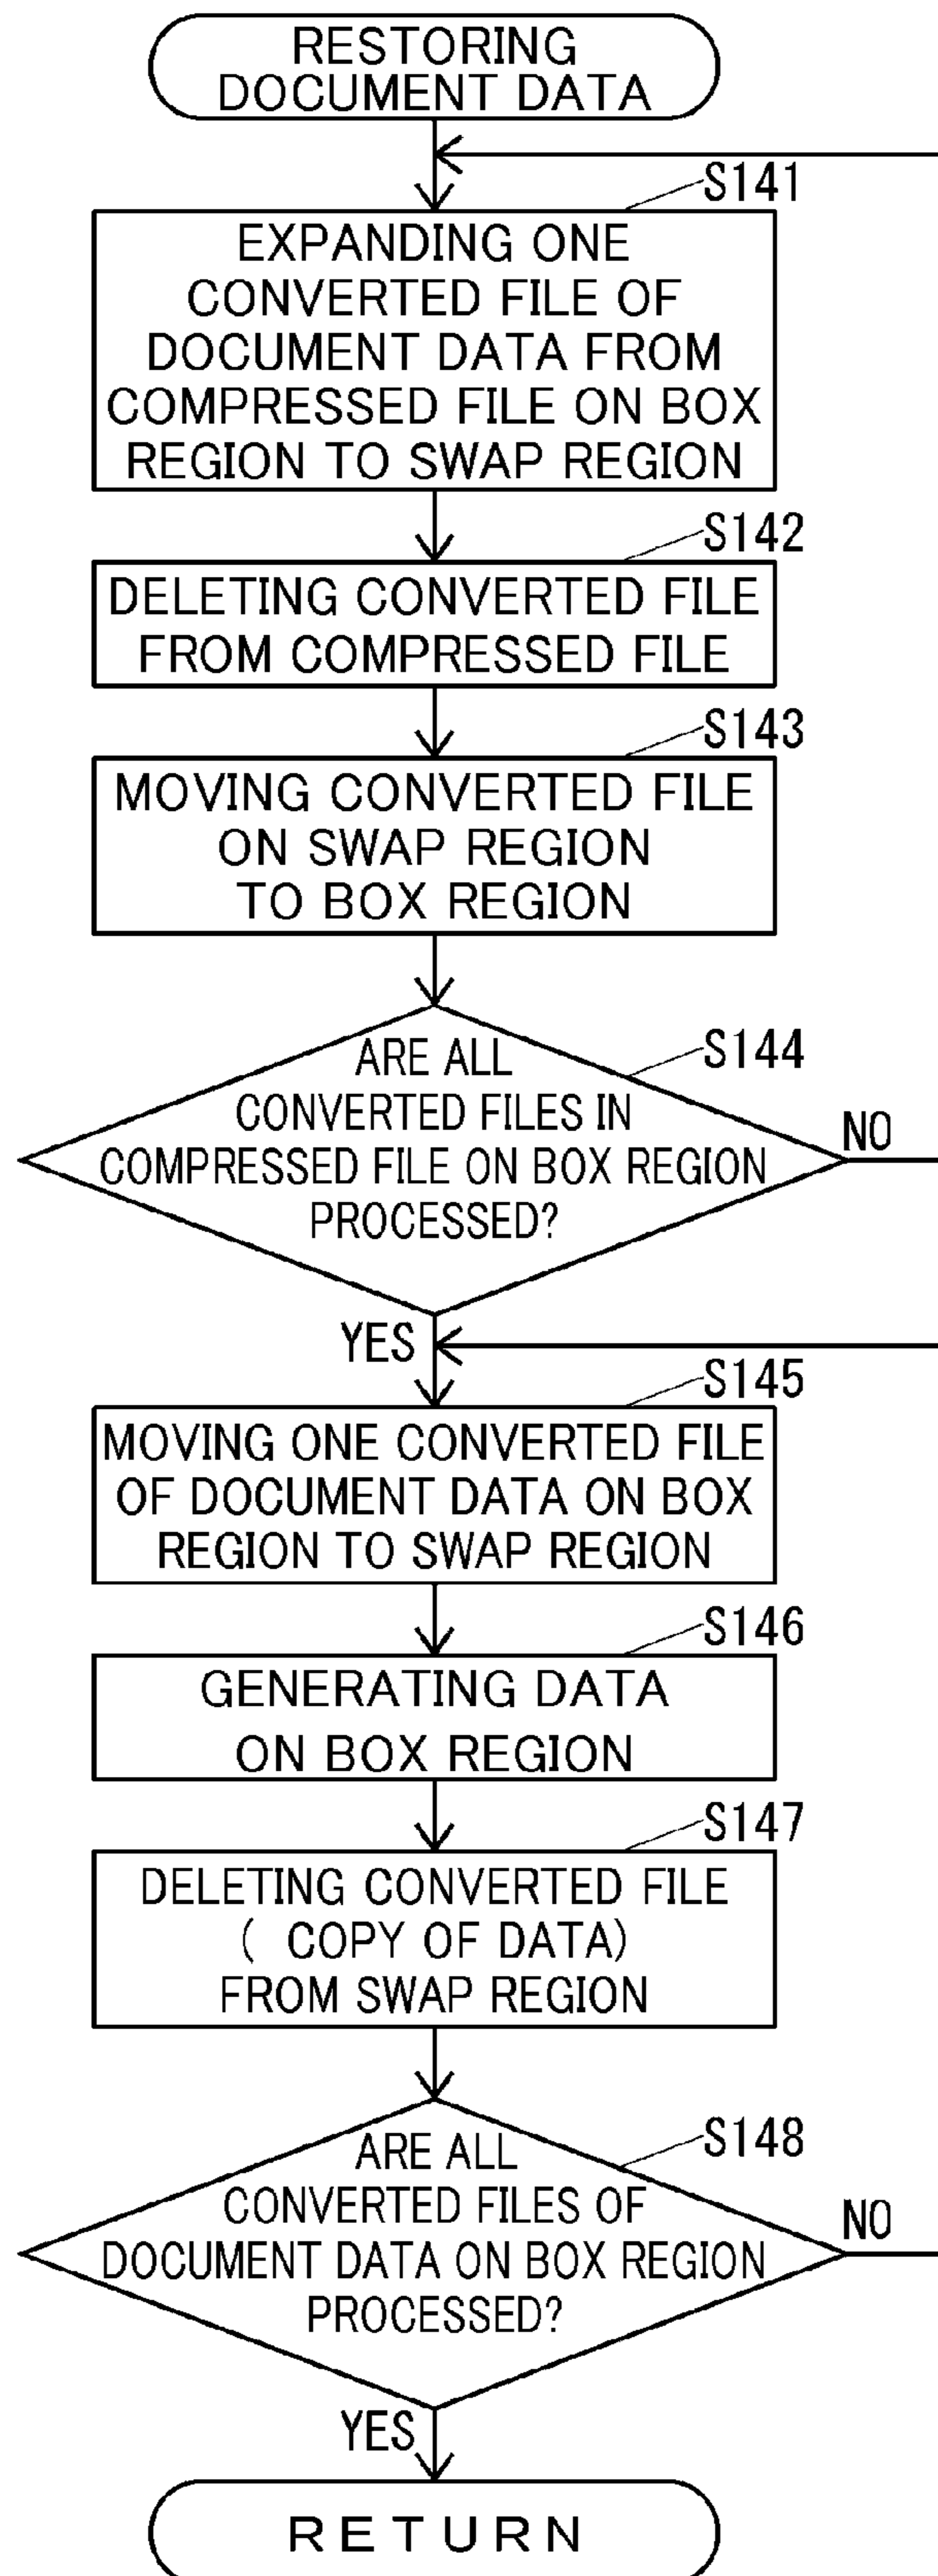 RESTORING
DOCUMENT DATA
S141
EXPANDING ONE
CONVERTED FILE OF
DOCUMENT DATA FROM
COMPRESSED FILE ON BOX
REGION TO SWAP REGION
S142
DELETING CONVERTED FILE
FROM COMPRESSED FILE
S143
MOVING CONVERTED FILE
ON SWAP REGION
TO BOX REGION
S144
ARE ALL
CONVERTED FILES IN
COMPRESSED FILE ON BOX REGION
PROCESSED?
NO
YES
S145
MOVING ONE CONVERTED FILE
OF DOCUMENT DATA ON BOX
REGION TO SWAP REGION
S146
GENERATING DATA
ON BOX REGION
S147
DELETING CONVERTED FILE
( COPY OF DATA)
FROM SWAP REGION
S148
ARE ALL
CONVERTED FILES OF
DOCUMENT DATA ON BOX REGION
PROCESSED?
NO
YES
RETURN